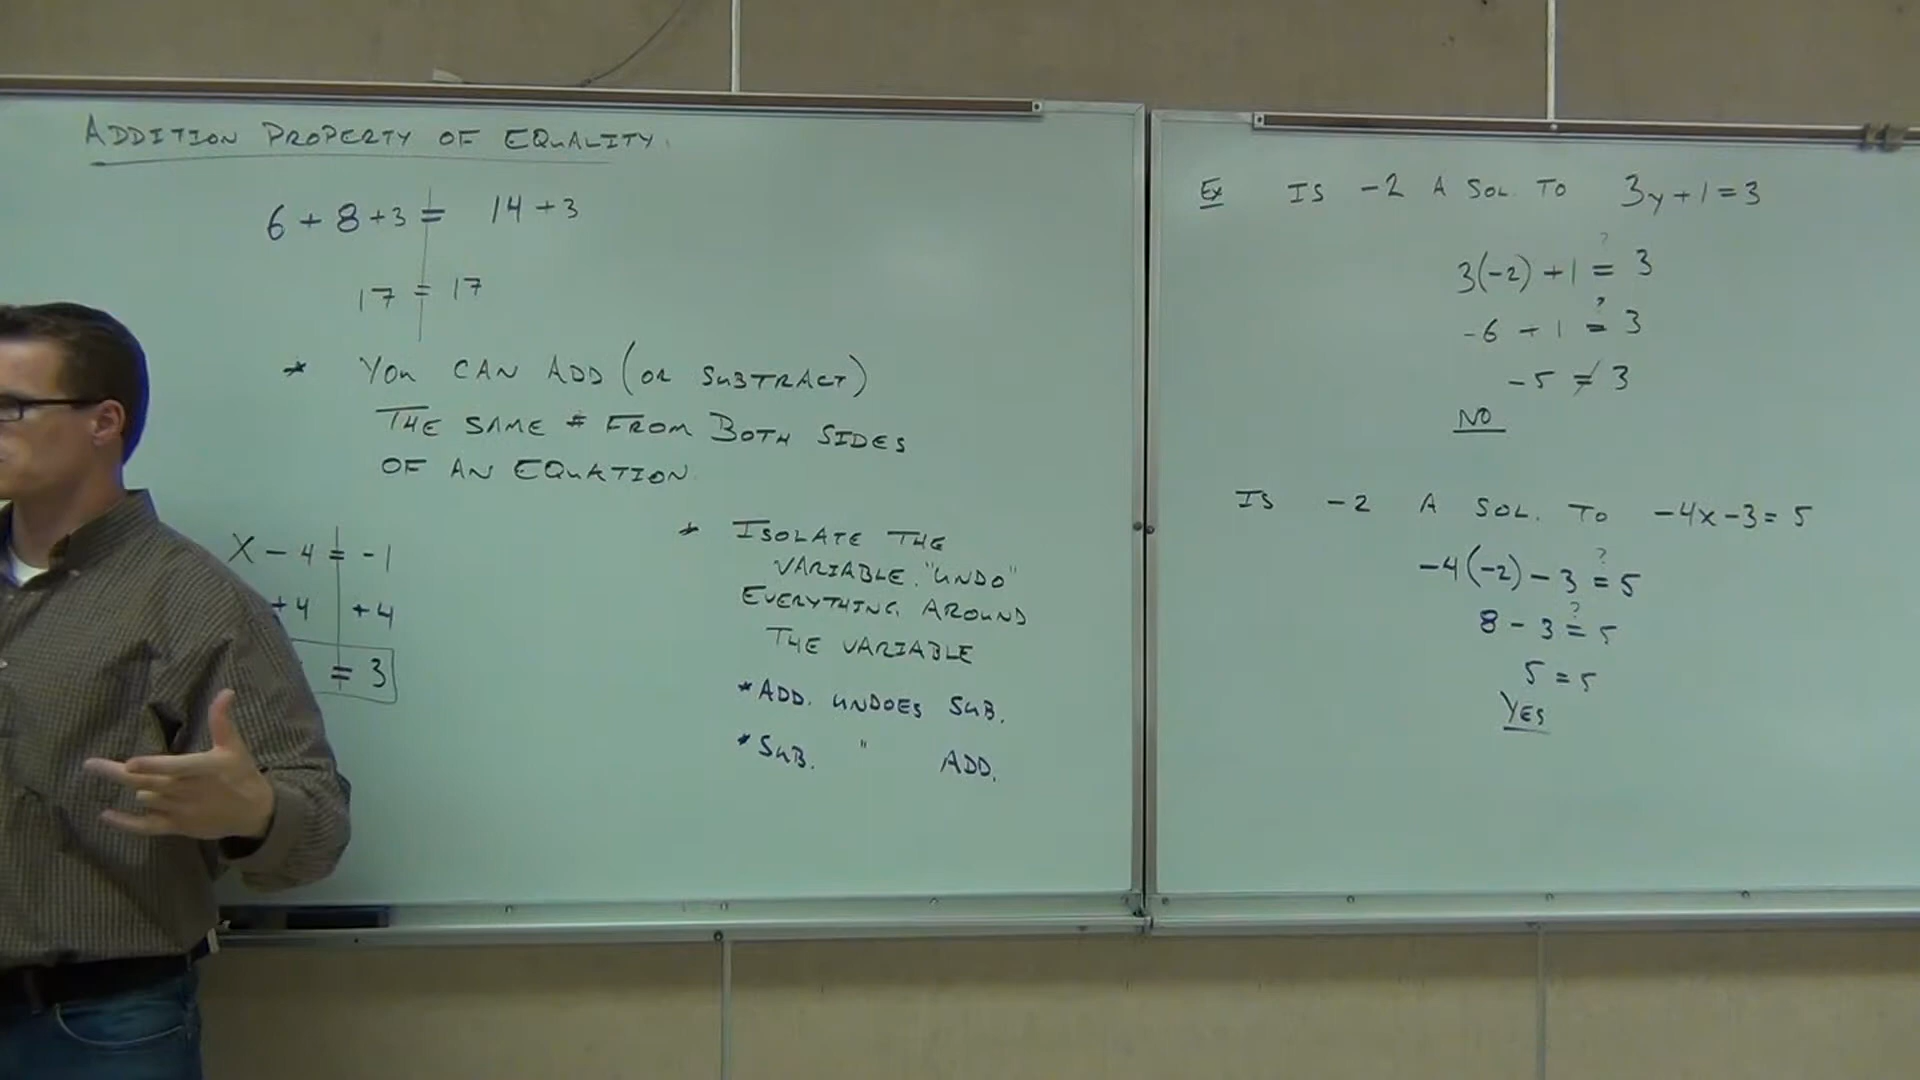 ADDITION PROPERTY OF EQUALITY.
6 + 8 + 3 = 14 + 3
17 = 17
* YOU CAN ADD (OR SUBTRACT)
THE SAME # FROM BOTH SIDES
OF AN EQUATION.
X - 4 = -1
+4 +4
= 3
* ISOLATE THE
VARIABLE. "UNDO"
EVERYTHING AROUND
THE VARIABLE
* ADD. UNDOES SUB.
* SUB. " ADD.
Ex IS -2 A SOL. TO 3y + 1 = 3
3(-2) + 1 ?= 3
-6 + 1 ?= 3
-5 ≠ 3
NO
IS -2 A SOL. TO -4x - 3 = 5
-4(-2) - 3 ?= 5
8 - 3 ?= 5
5 = 5
YES